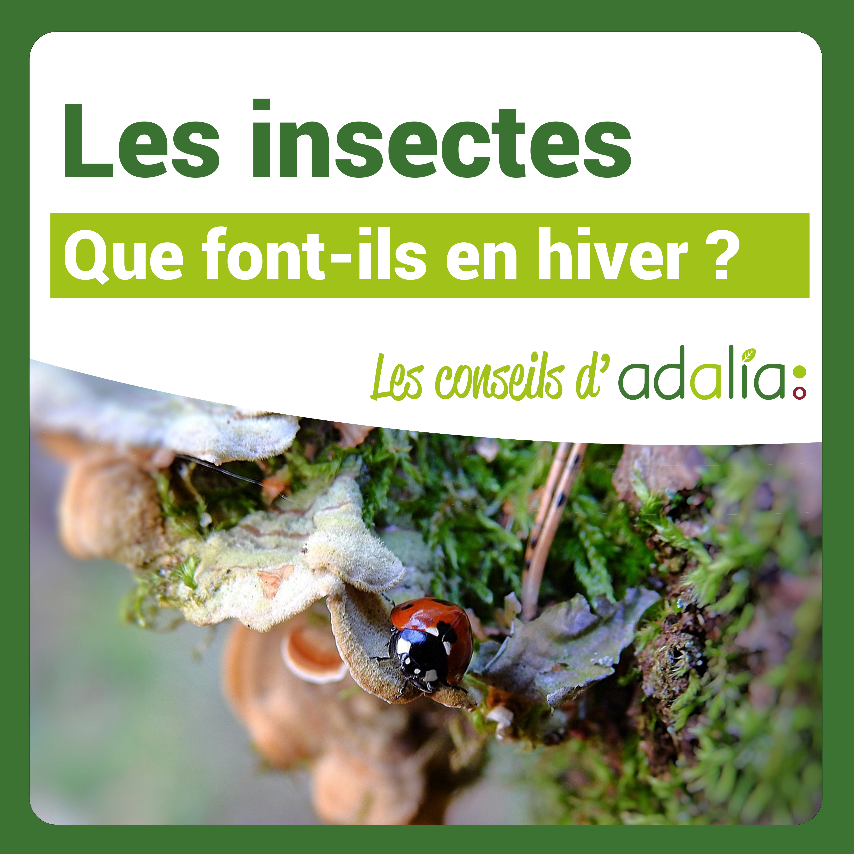 Les insectes
Que font-ils en hiver ?
Les conseils d'adalia: